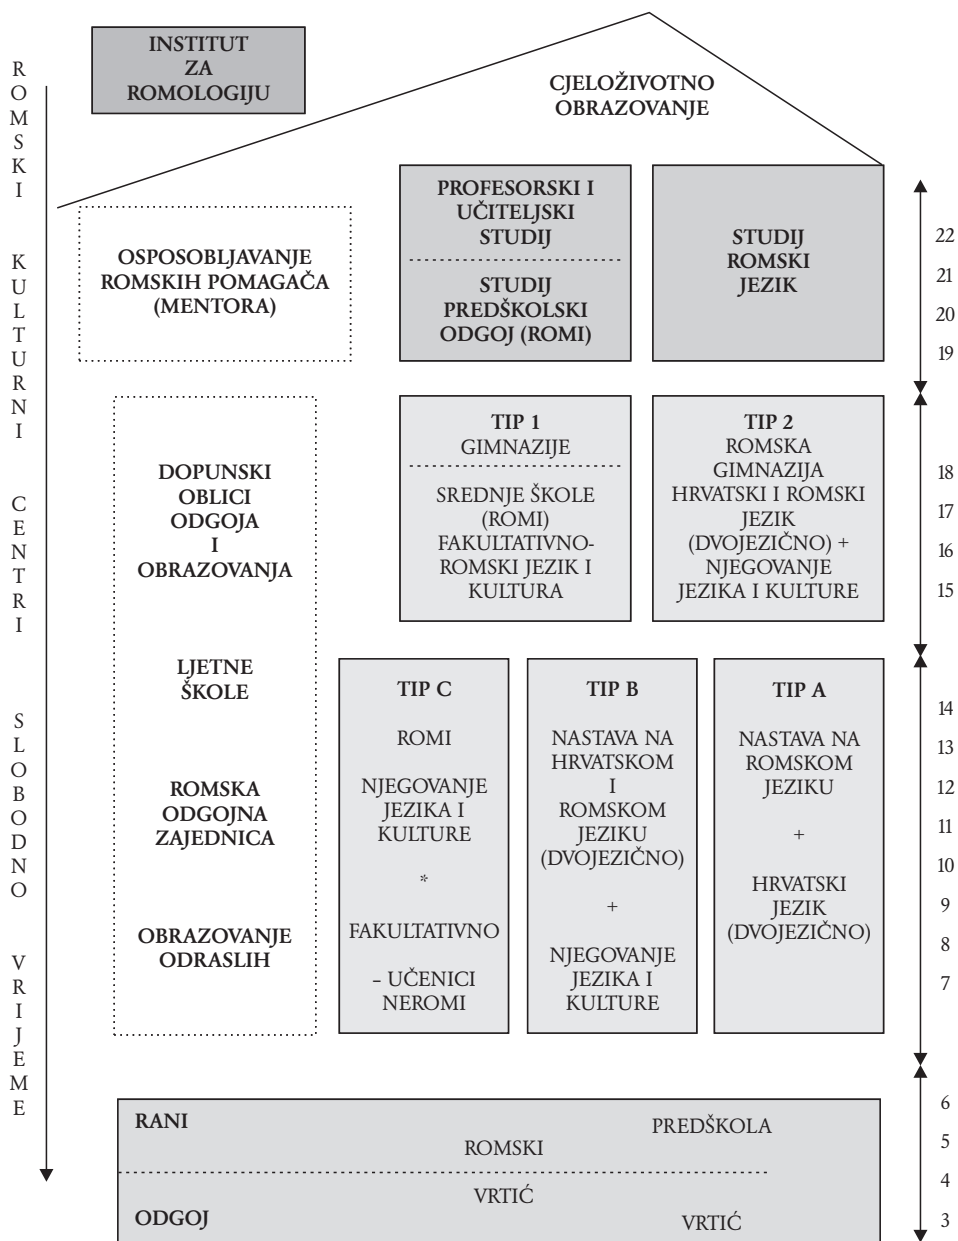 ROMSKI KULTURNI CENTRI SLOBODNO VRIJEME
INSTITUT
ZA
ROMOLOGIJU
CJELOŽIVOTNO
OBRAZOVANJE
OSPOSOBLJAVANJE
ROMSKIH POMAGAČA
(MENTORA)
PROFESORSKI I
UČITELJSKI
STUDIJ
STUDIJ
PREDŠKOLSKI
ODGOJ (ROMI)
STUDIJ
ROMSKI
JEZIK
22
21
20
19
DOPUNSKI
OBLICI
ODGOJA
I
OBRAZOVANJA
LJETNE
ŠKOLE
ROMSKA
ODGOJNA
ZAJEDNICA
OBRAZOVANJE
ODRASLIH
TIP 1
GIMNAZIJE
SREDNJE ŠKOLE
(ROMI)
FAKULTATIVNO-
ROMSKI JEZIK I
KULTURA
TIP 2
ROMSKA
GIMNAZIJA
HRVATSKI I ROMSKI
JEZIK
(DVOJEZIČNO) +
NJEGOVANJE
JEZIKA I KULTURE
18
17
16
15
TIP C
ROMI
NJEGOVANJE
JEZIKA I
KULTURE
*
FAKULTATIVNO
– UČENICI
NEROMI
TIP B
NASTAVA NA
HRVATSKOM
I
ROMSKOM
JEZIKU
(DVOJEZIČNO)
+
NJEGOVANJE
JEZIKA I
KULTURE
TIP A
NASTAVA NA
ROMSKOM
JEZIKU
+
HRVATSKI
JEZIK
(DVOJEZIČNO)
14
13
12
11
10
9
8
7
RANI
PREDŠKOLA
ROMSKI
VRTIĆ
ODGOJ
VRTIĆ
6
5
4
3